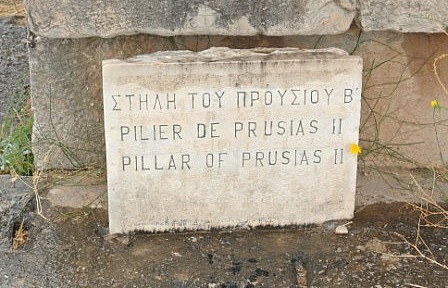 ΣΤΗΛΗ ΤΟΥ ΠΡΟΥΣΙΟΥ Β΄
PILIER DE PRUSIAS II
PILLAR OF PRUSIAS II